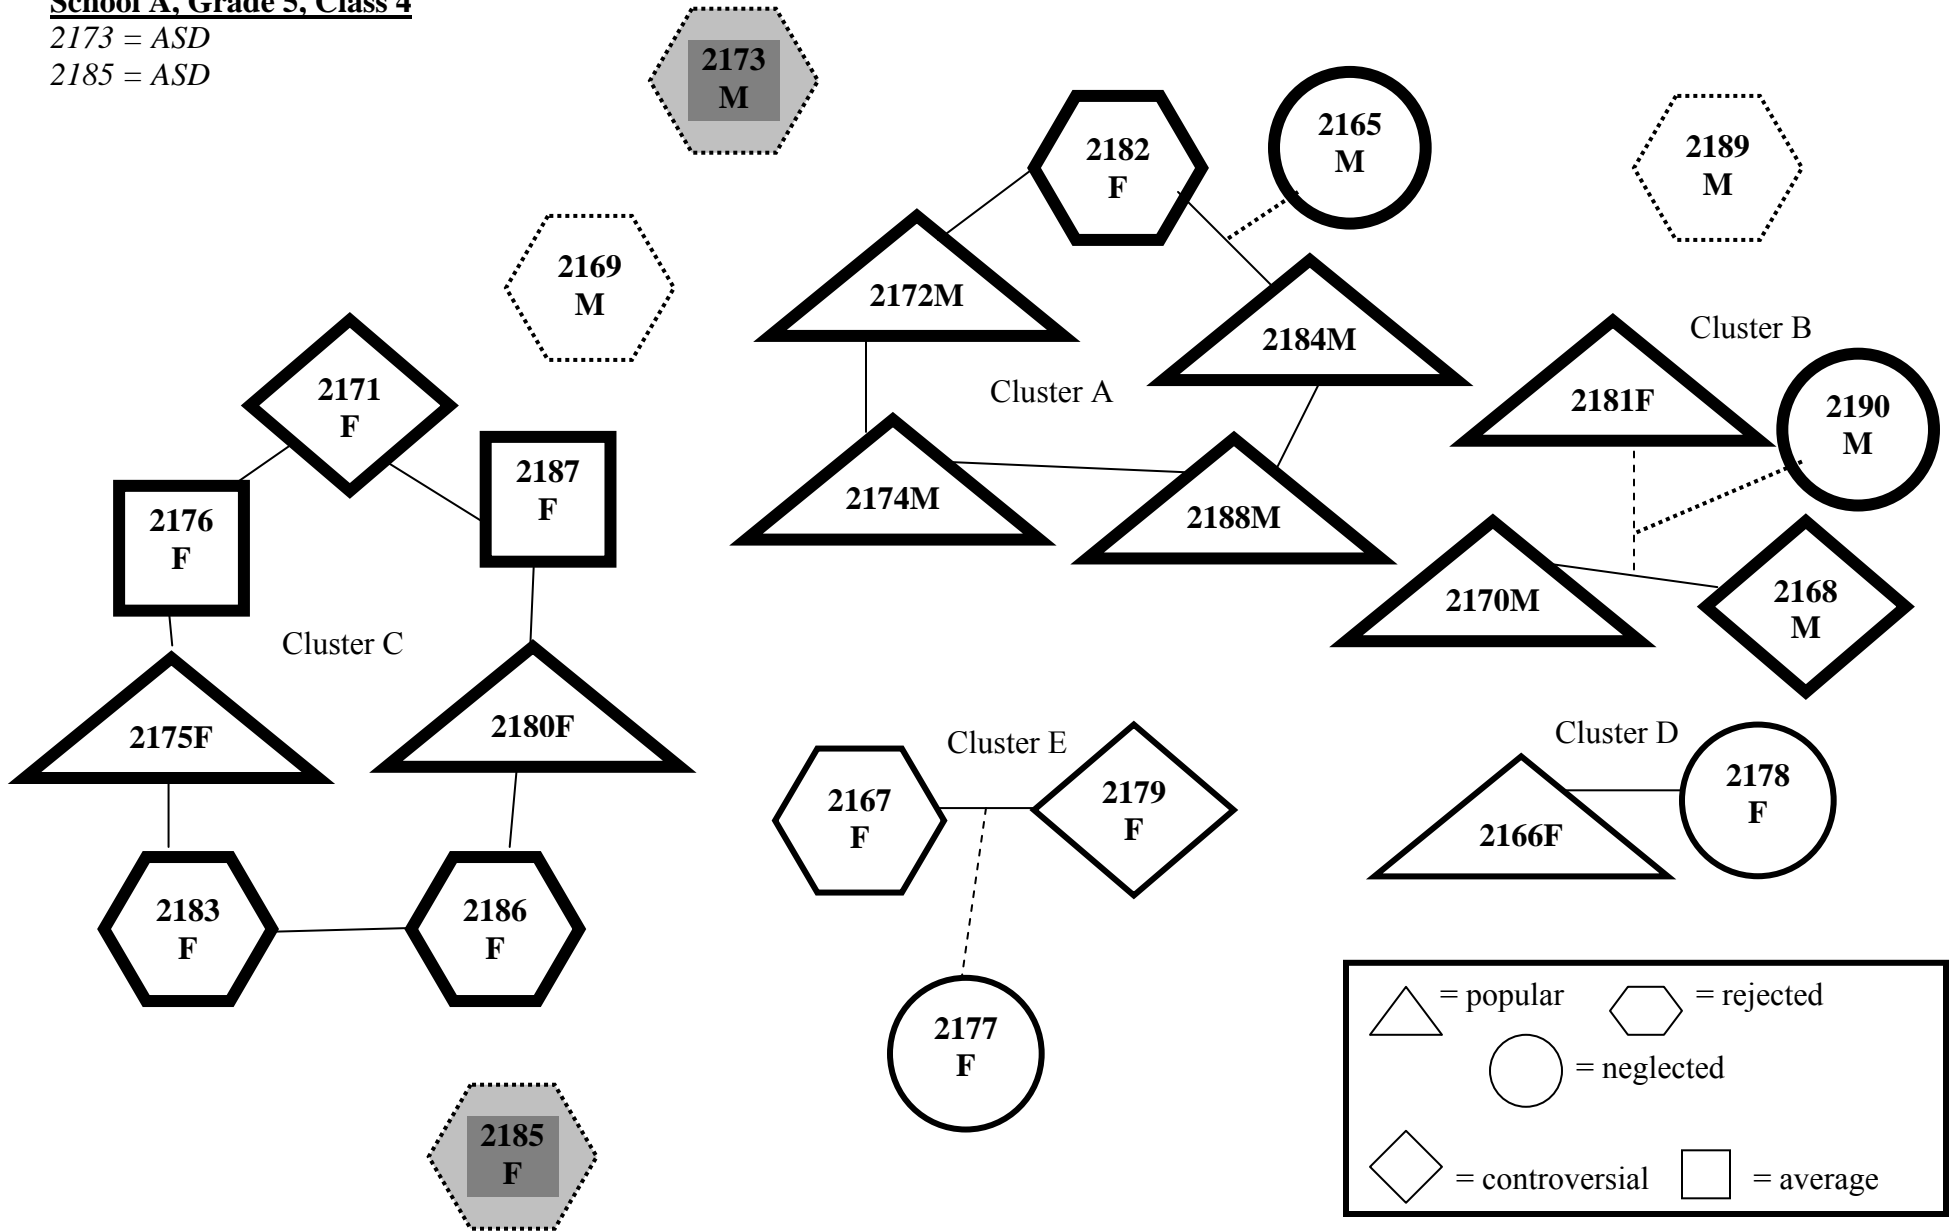 School A, Grade 5, Class 4
2173 = ASD
2185 = ASD
2173
M
2182
F
2165
M
2189
M
2169
M
2172M
2184M
Cluster A
2174M
2188M
Cluster B
2181F
2190
M
2170M
2168
M
2171
F
2187
F
2176
F
Cluster C
2175F
2180F
2183
F
2186
F
Cluster E
2167
F
2179
F
2177
F
Cluster D
2166F
2178
F
2185
F
= popular
= rejected
= neglected
= controversial
= average